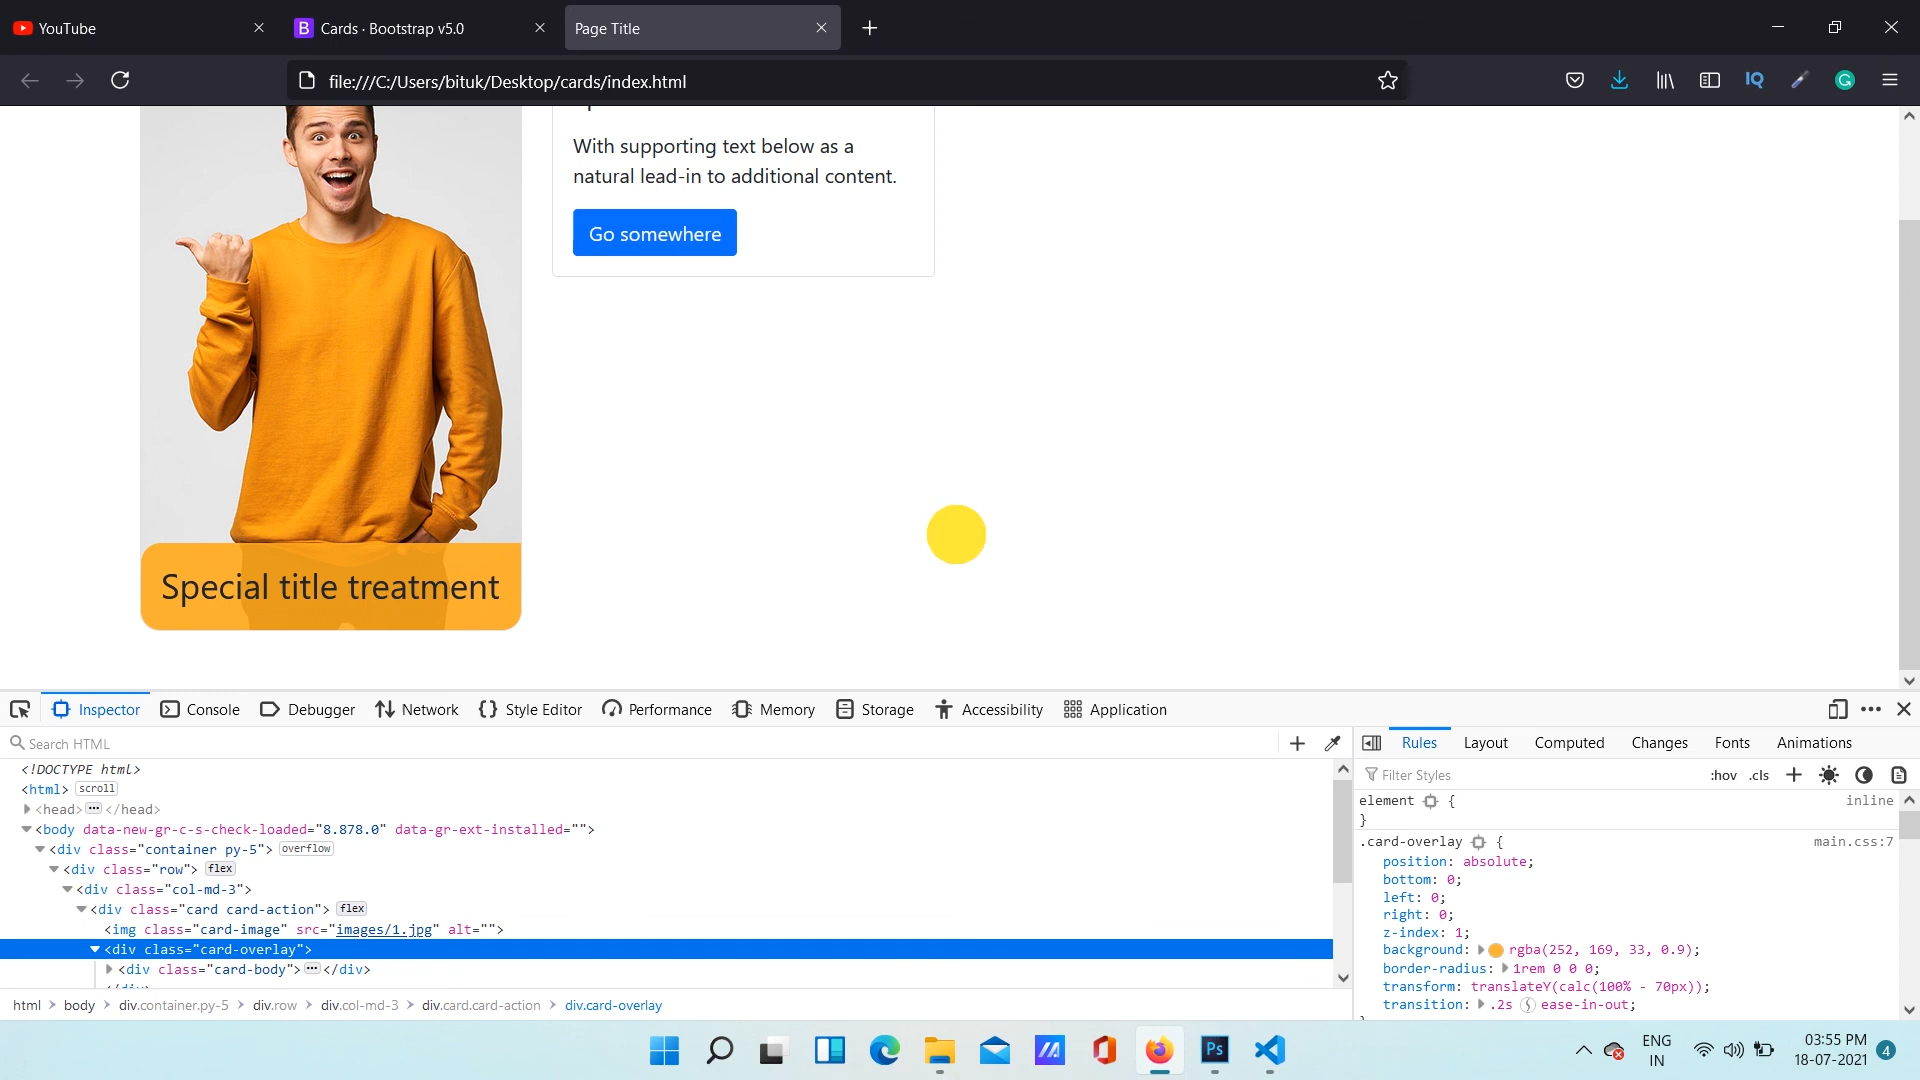 YouTube
Cards · Bootstrap v5.0
Page Title
file:///C:/Users/bituk/Desktop/cards/index.html
IQ
With supporting text below as a
natural lead-in to additional content.
Go somewhere
Special title treatment
Inspector
Console
Debugger
Network
Style Editor
Performance
Memory
Storage
Accessibility
Application
Search HTML
<!DOCTYPE html>
<html> scroll
<head> ··· </head>
<body data-new-gr-c-s-check-loaded="8.878.0" data-gr-ext-installed="">
<div class="container py-5"> overflow
<div class="row"> flex
<div class="col-md-3">
<div class="card card-action"> flex
<img class="card-image" src="images/1.jpg" alt="">
<div class="card-overlay">
<div class="card-body"> ··· </div>
html > body > div.container.py-5 > div.row > div.col-md-3 > div.card.card-action > div.card-overlay
Rules
Layout
Computed
Changes
Fonts
Animations
Filter Styles
:hov .cls
element {
inline
}
.card-overlay {
main.css:7
position: absolute;
bottom: 0;
left: 0;
right: 0;
z-index: 1;
background: rgba(252, 169, 33, 0.9);
border-radius: 1rem 0 0 0;
transform: translateY(calc(100% - 70px));
transition: .2s ease-in-out;
Ps
ENG
IN
03:55 PM
18-07-2021
4